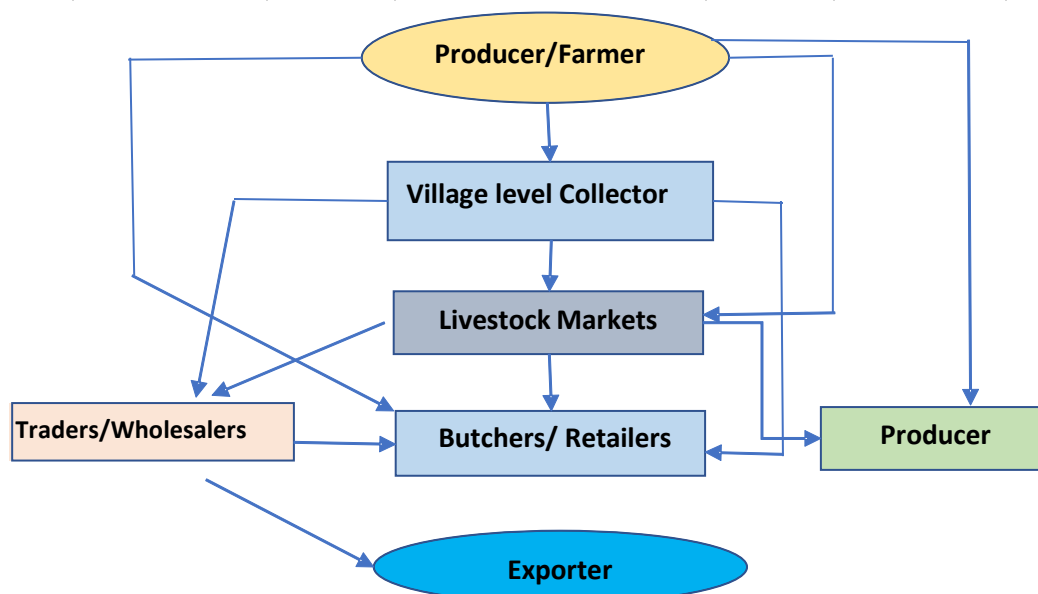 Producer/Farmer
Village level Collector
Livestock Markets
Traders/Wholesalers
Butchers/ Retailers
Producer
Exporter